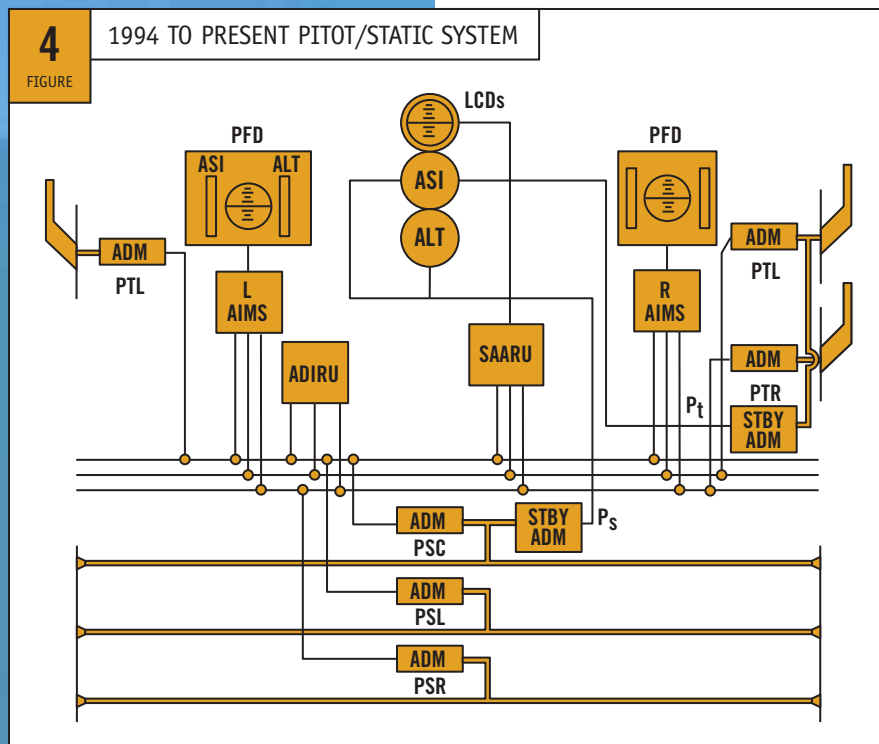 4
FIGURE
1994 TO PRESENT PITOT/STATIC SYSTEM
LCDs
PFD
ASI ALT
PFD
ASI
ALT
ADM
PTL
L
AIMS
R
AIMS
ADM
PTL
ADIRU
SAARU
ADM
PTR
Pt
STBY
ADM
ADM
PSC
STBY
ADM
Ps
ADM
PSL
ADM
PSR